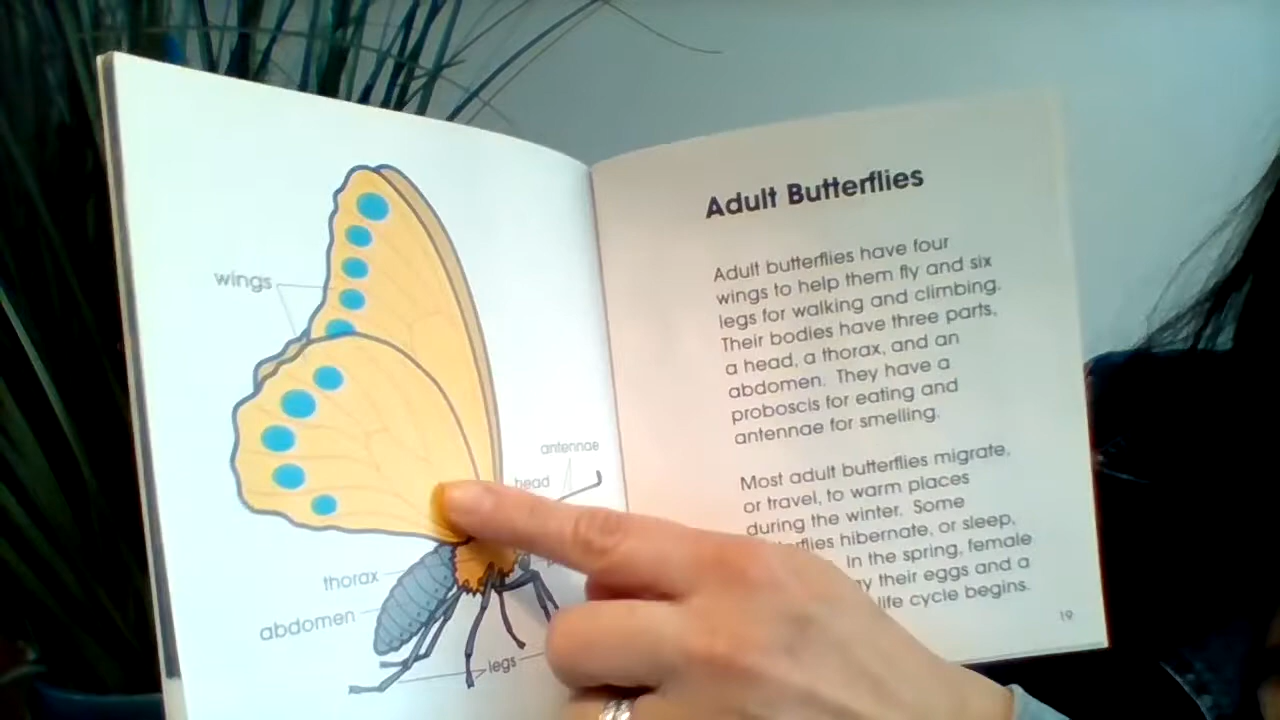 wings
antennae
head
thorax
abdomen
legs
Adult Butterflies
Adult butterflies have four
wings to help them fly and six
legs for walking and climbing.
Their bodies have three parts,
a head, a thorax, and an
abdomen. They have a
proboscis for eating and
antennae for smelling.
Most adult butterflies migrate,
or travel, to warm places
during the winter. Some
hibernate, or sleep,
In the spring, female
their eggs and a
life cycle begins.
19